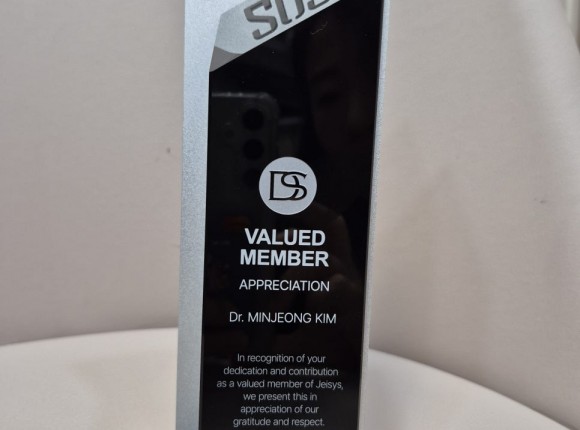 DS
VALUED
MEMBER
APPRECIATION
Dr. MINJEONG KIM
In recognition of your
dedication and contribution
as a valued member of Jeisys,
we present this in
appreciation of our
gratitude and respect.